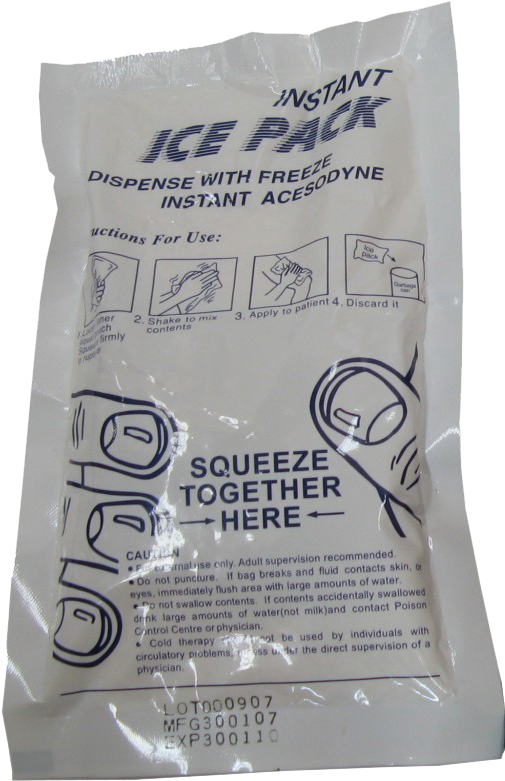 INSTANT
ICE PACK
DISPENSE WITH FREEZE
INSTANT ACESODYNE
uctions For Use:
Ice
pack
Garbage
can
firmly
2. Shake to mix
contents
3. Apply to patient
4. Discard it
SQUEEZE
TOGETHER
HERE
CAUTION
use only. Adult supervision recommended.
• Do not puncture. If bag breaks and fluid contacts skin, or
eyes, immediately flush area with large amounts of water.
• Do not swallow contents. If contents accidentally swallowed
drink large amounts of water(not milk)and contact Poison
Control Centre or physician.
• Cold therapy not be used by individuals with
circulatory problems, under the direct supervision of a
physician.
LOT000907
MFG300107
EXP300110